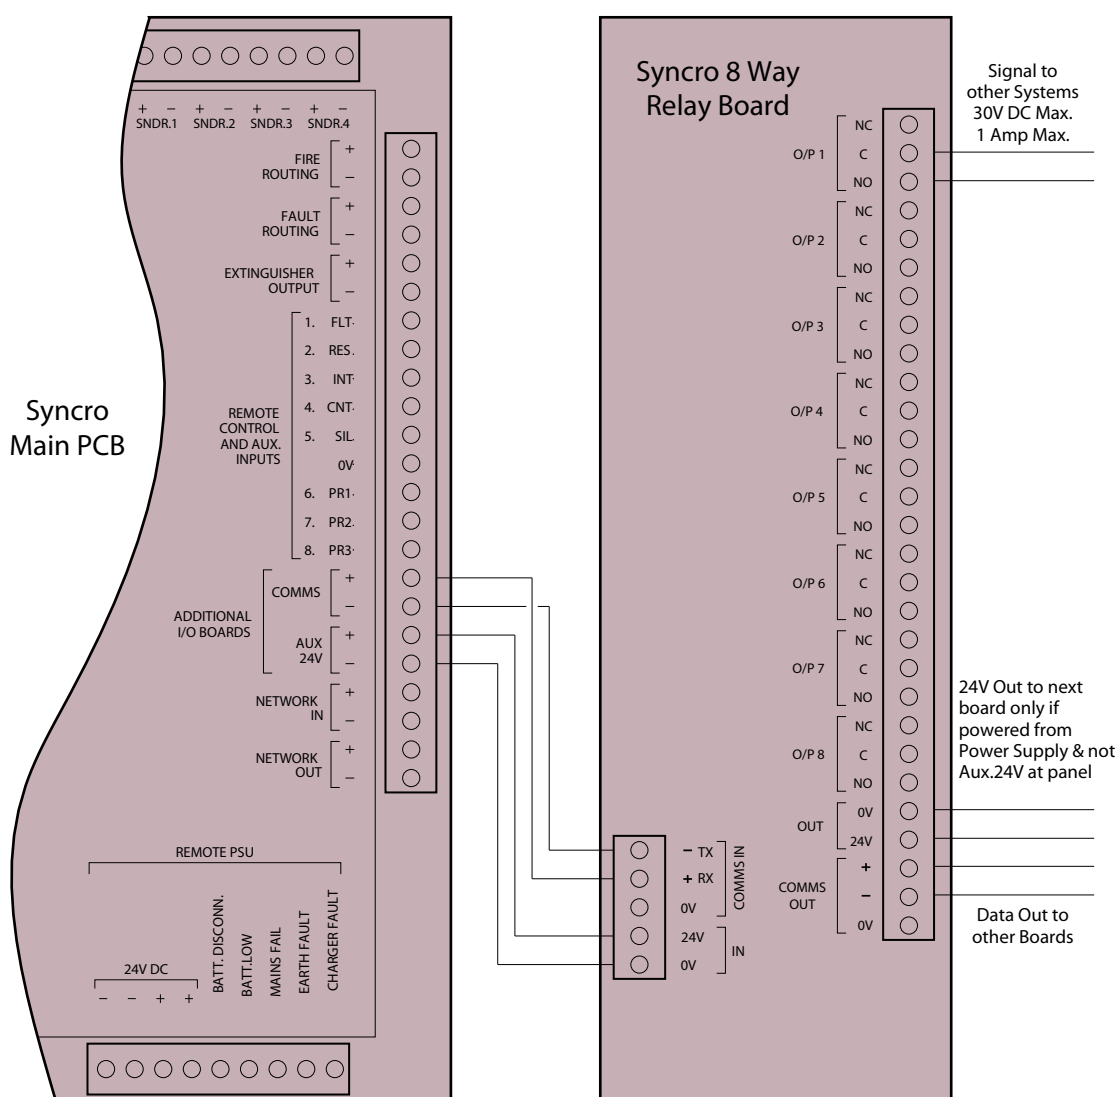 Syncro
Main PCB
+ − + − + − + −
SNDR.1 SNDR.2 SNDR.3 SNDR.4
FIRE
ROUTING
+
−
FAULT
ROUTING
+
−
EXTINGUISHER
OUTPUT
+
−
REMOTE
CONTROL
AND AUX.
INPUTS
1. FLT
2. RES
3. INT
4. CNT
5. SIL
0V
6. PR1
7. PR2
8. PR3
ADDITIONAL
I/O BOARDS
COMMS
+
−
AUX
24V
+
−
NETWORK
IN
+
−
NETWORK
OUT
+
−
REMOTE PSU
24V DC
− − + +
BATT. DISCONN.
BATT.LOW
MAINS FAIL
EARTH FAULT
CHARGER FAULT
Syncro 8 Way
Relay Board
O/P 1
NC
C
NO
O/P 2
NC
C
NO
O/P 3
NC
C
NO
O/P 4
NC
C
NO
O/P 5
NC
C
NO
O/P 6
NC
C
NO
O/P 7
NC
C
NO
O/P 8
NC
C
NO
OUT
0V
24V
COMMS
OUT
+
−
0V
− TX
+ RX
0V
COMMS IN
24V
0V
IN
Signal to
other Systems
30V DC Max.
1 Amp Max.
24V Out to next
board only if
powered from
Power Supply & not
Aux.24V at panel
Data Out to
other Boards